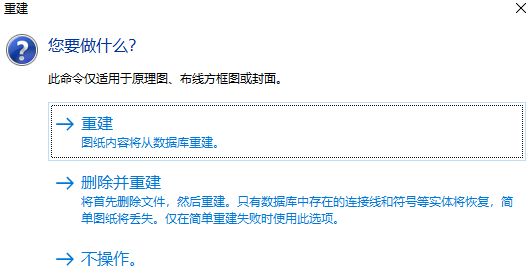 重建
您要做什么?
此命令仅适用于原理图、布线方框图或封面。
重建
图纸内容将从数据库重建。
删除并重建
将首先删除文件，然后重建。只有数据库中存在的连接线和符号等实体将恢复，简
单图纸将丢失。仅在简单重建失败时使用此选项。
不操作。